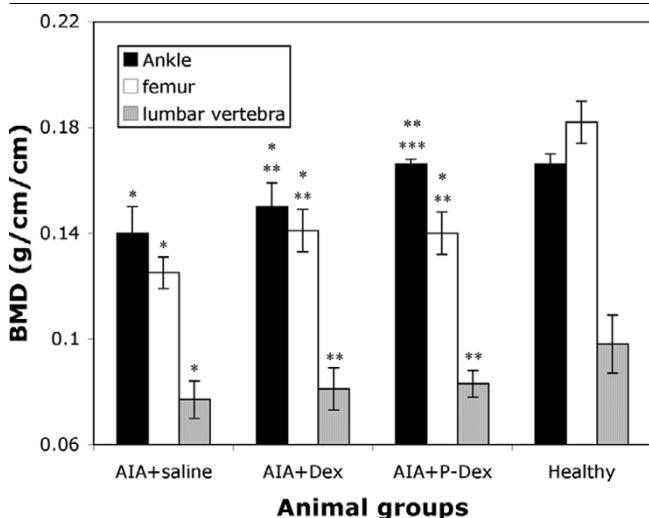 0.22
0.18
0.14
0.1
0.06
BMD (g/cm/cm)
Ankle
femur
lumbar vertebra
* * *
* ** * ** **
** *** * ** **
AIA+saline AIA+Dex AIA+P-Dex Healthy
Animal groups